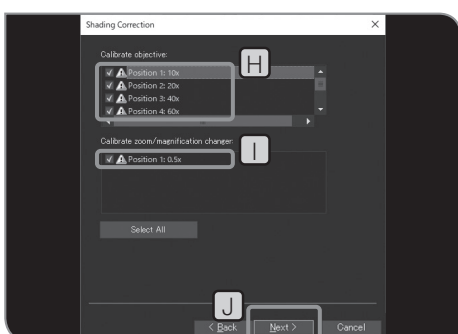 Shading Correction
Calibrate objective:
H
Position 1: 10x
Position 2: 20x
Position 3: 40x
Position 4: 60x
Calibrate zoom/magnification changer:
I
Position 1: 0.5x
Select All
J
< Back Next > Cancel